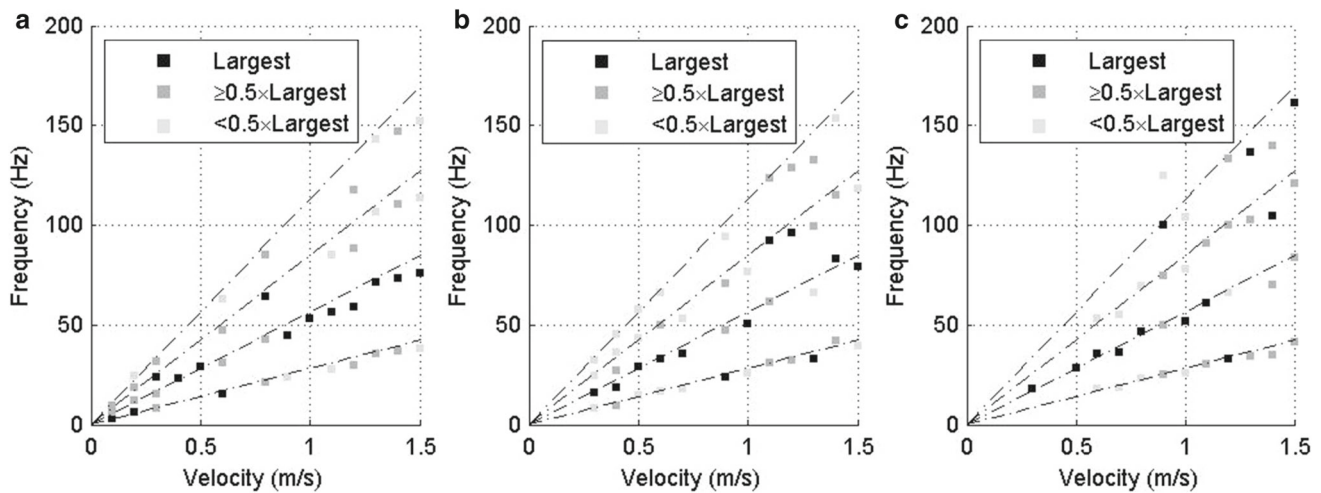 a
200
150
100
50
0
Frequency (Hz)
Largest
≥0.5×Largest
<0.5×Largest
0
0.5
1
1.5
Velocity (m/s)
b
200
150
100
50
0
Frequency (Hz)
Largest
≥0.5×Largest
<0.5×Largest
0
0.5
1
1.5
Velocity (m/s)
c
200
150
100
50
0
Frequency (Hz)
Largest
≥0.5×Largest
<0.5×Largest
0
0.5
1
1.5
Velocity (m/s)